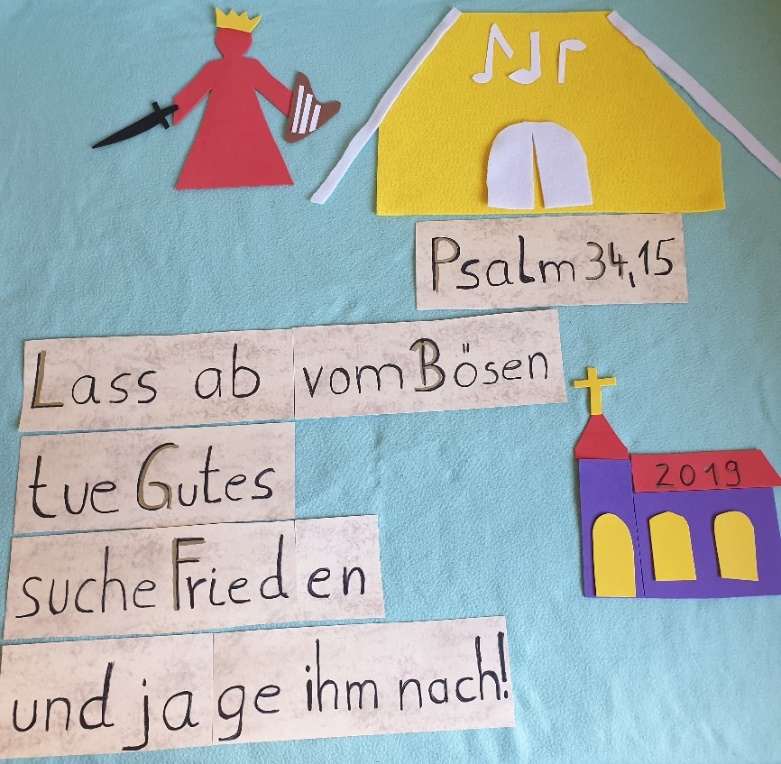 Psalm 34,15
Lass ab vom Bösen
tue Gutes
suche Frieden
und jage ihm nach!
2019